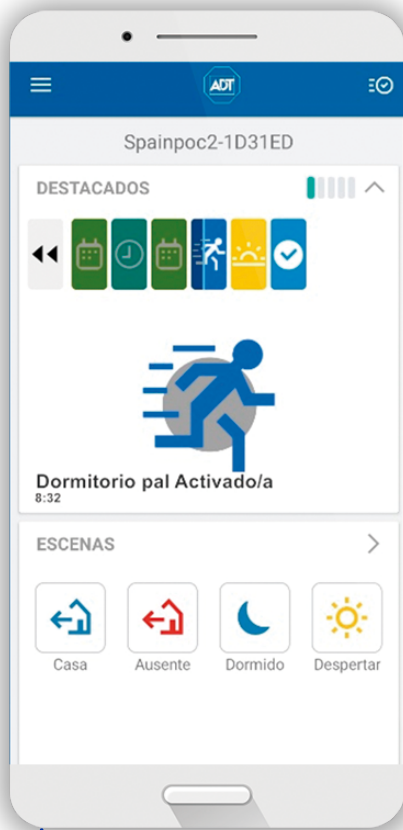 ADT
Spainpoc2-1D31ED
DESTACADOS
Dormitorio pal Activado/a
8:32
ESCENAS
Casa
Ausente
Dormido
Despertar